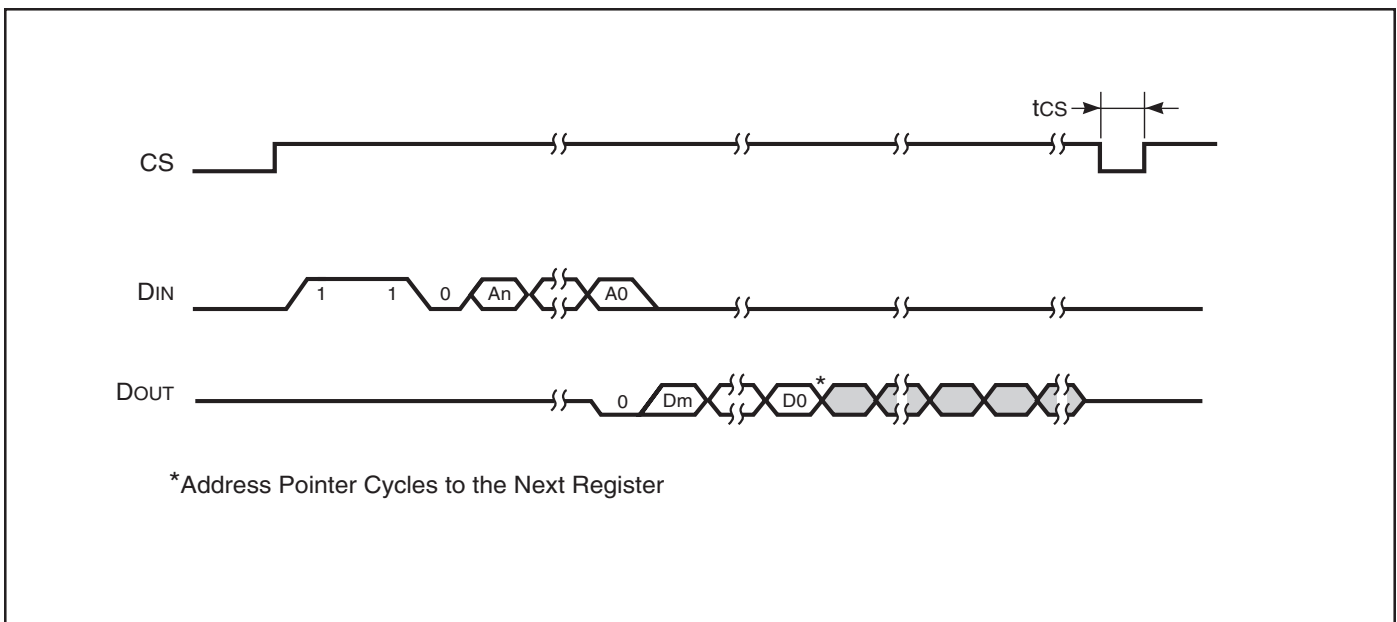 tCS
CS
DIN 1 1 0 An A0
DOUT 0 Dm D0 *
*Address Pointer Cycles to the Next Register